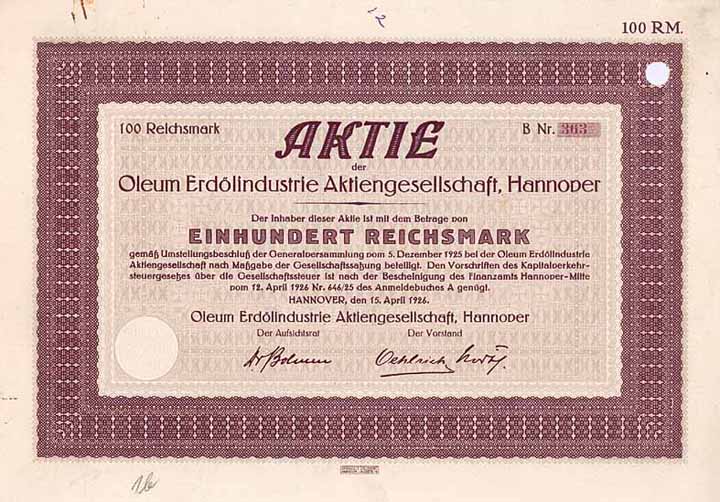 12
100 RM.
100 Reichsmark
AKTIE
B Nr. 363
der
Oleum Erdölindustrie Aktiengesellschaft, Hannover
Der Inhaber dieser Aktie ist mit dem Betrage von
EINHUNDERT REICHSMARK
gemäß Umstellungsbeschluß der Generalversammlung vom 5. Dezember 1925 bei der Oleum Erdölindustrie
Aktiengesellschaft nach Maßgabe der Gesellschaftssatzung beteiligt. Den Vorschriften des Kapitalverkehr-
steuergesetzes über die Gesellschaftssteuer ist nach der Bescheinigung des Finanzamts Hannover-Mitte
vom 12. April 1926 Nr. 646/25 des Anmeldebuches A genügt.
HANNOVER, den 15. April 1926.
Oleum Erdölindustrie Aktiengesellschaft, Hannover
Der Aufsichtsrat Der Vorstand
Oehlrich